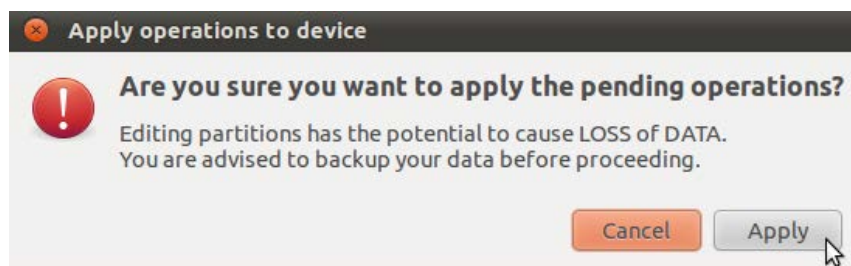 Apply operations to device
Are you sure you want to apply the pending operations?
Editing partitions has the potential to cause LOSS of DATA.
You are advised to backup your data before proceeding.
Cancel Apply